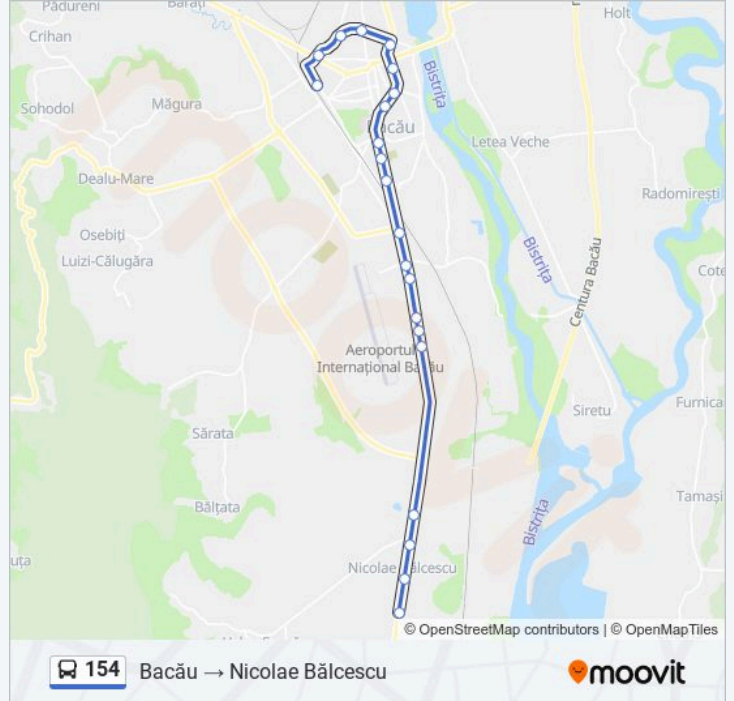 Pădureni
Bărați
Holt
Crihan
Bistrița
Sohodol
Măgura
Bacău
Letea Veche
Dealu-Mare
Radomirești
Osebiți
Luizi-Călugăra
Bistrița
Centura Bacău
Cote
Aeroportul
Internațional Bacău
Siretu
Furnica
Sărata
Tamași
Bălțata
Bistrița
uța
Nicolae Bălcescu
© OpenStreetMap contributors | © OpenMapTiles
154 Bacău → Nicolae Bălcescu
moovit